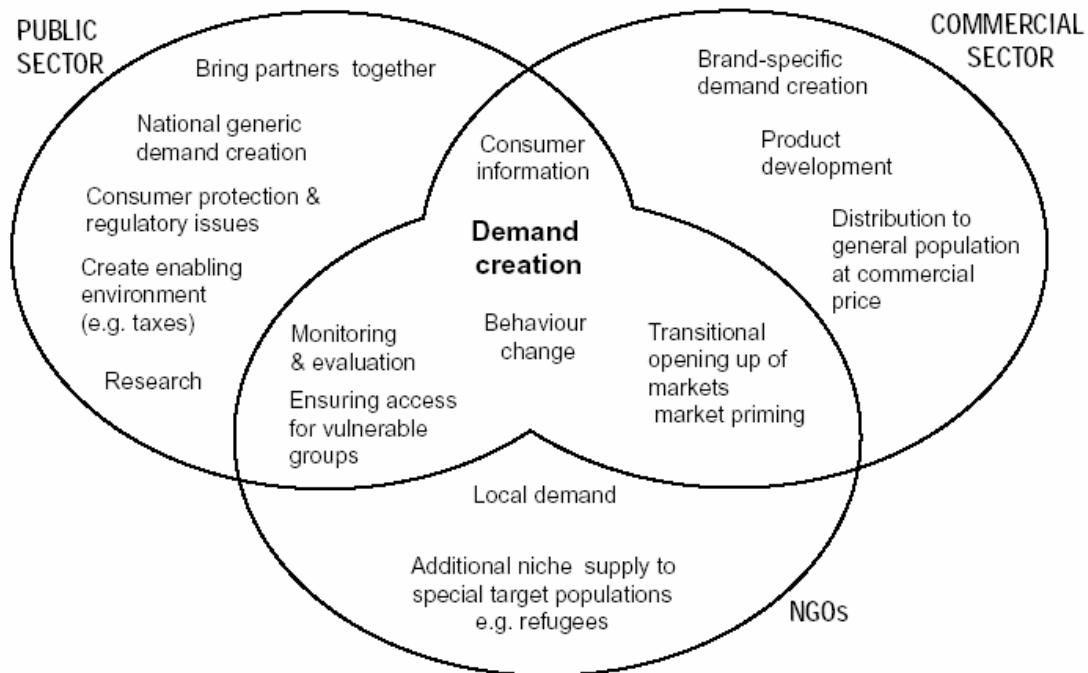 PUBLIC
SECTOR
COMMERCIAL
SECTOR
Bring partners together
National generic
demand creation
Consumer protection &
regulatory issues
Create enabling
environment
(e.g. taxes)
Research
Consumer
information
Brand-specific
demand creation
Product
development
Distribution to
general population
at commercial
price
Demand
creation
Monitoring
& evaluation
Ensuring access
for vulnerable
groups
Behaviour
change
Transitional
opening up of
markets
market priming
Local demand
Additional niche supply to
special target populations
e.g. refugees
NGOs